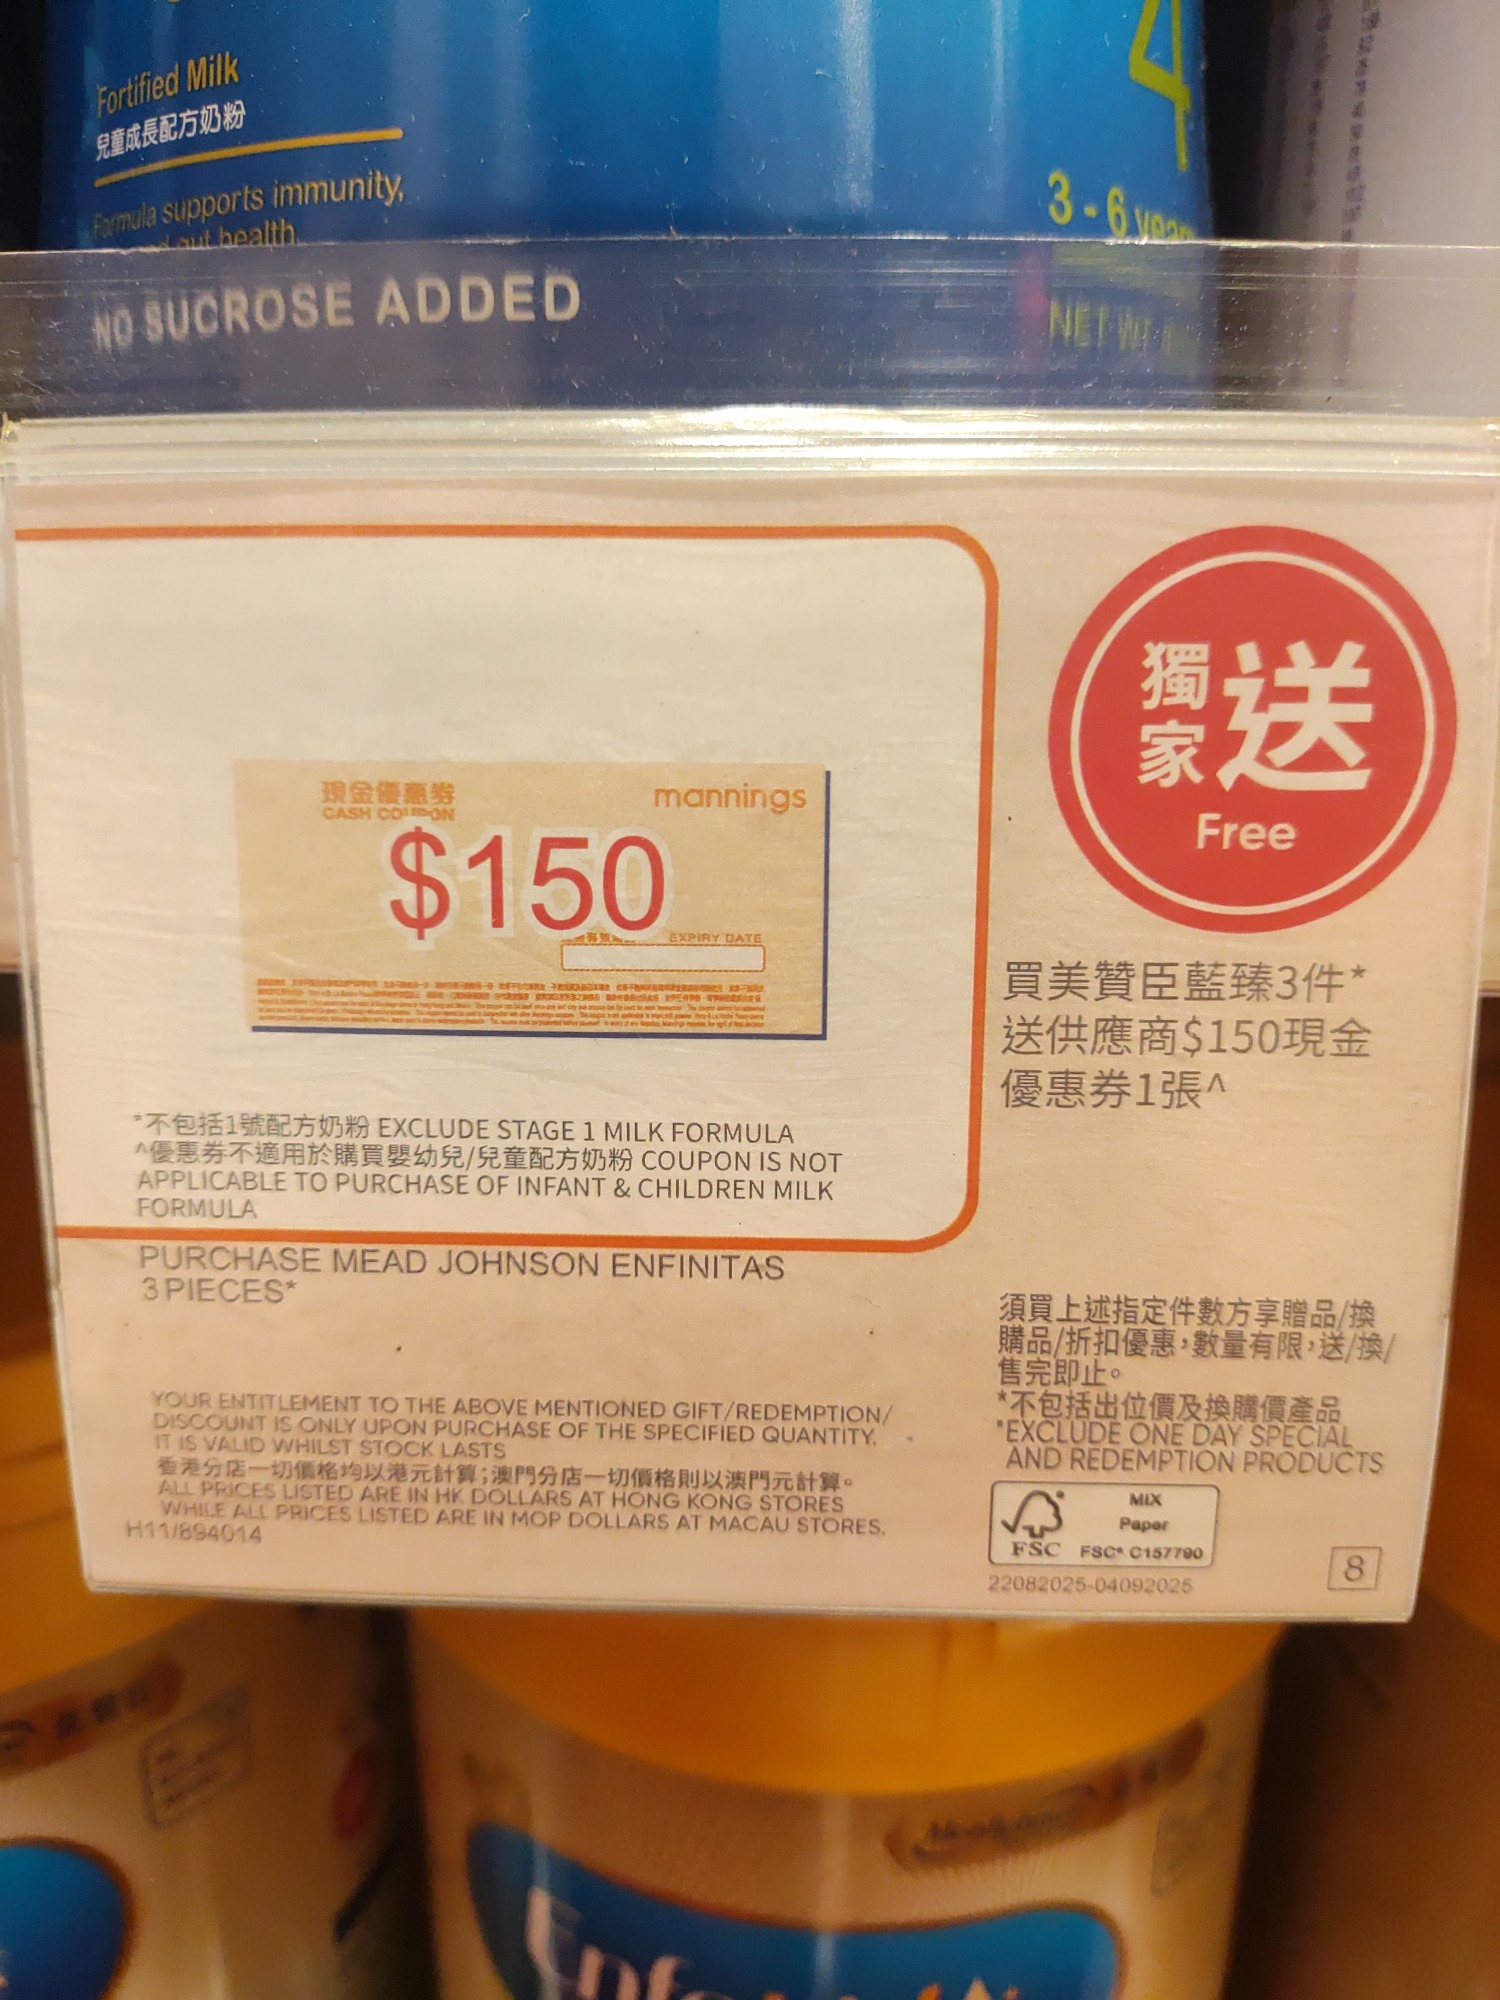 Fortified Milk
兒童成長配方奶粉
Formula supports immunity,
gut health
4
3 - 6
NO SUCROSE ADDED
NET WT
現金優惠券
CASH COUPON
mannings
$150
EXPIRY DATE
獨家送
Free
買美贊臣藍臻3件*
送供應商$150現金
優惠券1張^
*不包括1號配方奶粉 EXCLUDE STAGE 1 MILK FORMULA
^優惠券不適用於購買嬰幼兒/兒童配方奶粉 COUPON IS NOT
APPLICABLE TO PURCHASE OF INFANT & CHILDREN MILK
FORMULA
PURCHASE MEAD JOHNSON ENFINITAS
3 PIECES*
須買上述指定件數方享贈品/換
購品/折扣優惠,數量有限,送/換/
售完即止。
*不包括出位價及換購價產品
*EXCLUDE ONE DAY SPECIAL
AND REDEMPTION PRODUCTS
YOUR ENTITLEMENT TO THE ABOVE MENTIONED GIFT/REDEMPTION/
DISCOUNT IS ONLY UPON PURCHASE OF THE SPECIFIED QUANTITY.
IT IS VALID WHILST STOCK LASTS
香港分店一切價格均以港元計算;澳門分店一切價格則以澳門元計算。
ALL PRICES LISTED ARE IN HK DOLLARS AT HONG KONG STORES
WHILE ALL PRICES LISTED ARE IN MOP DOLLARS AT MACAU STORES.
H11/894014
FSC
MIX
Paper
FSC® C157790
22082025-04092025
8